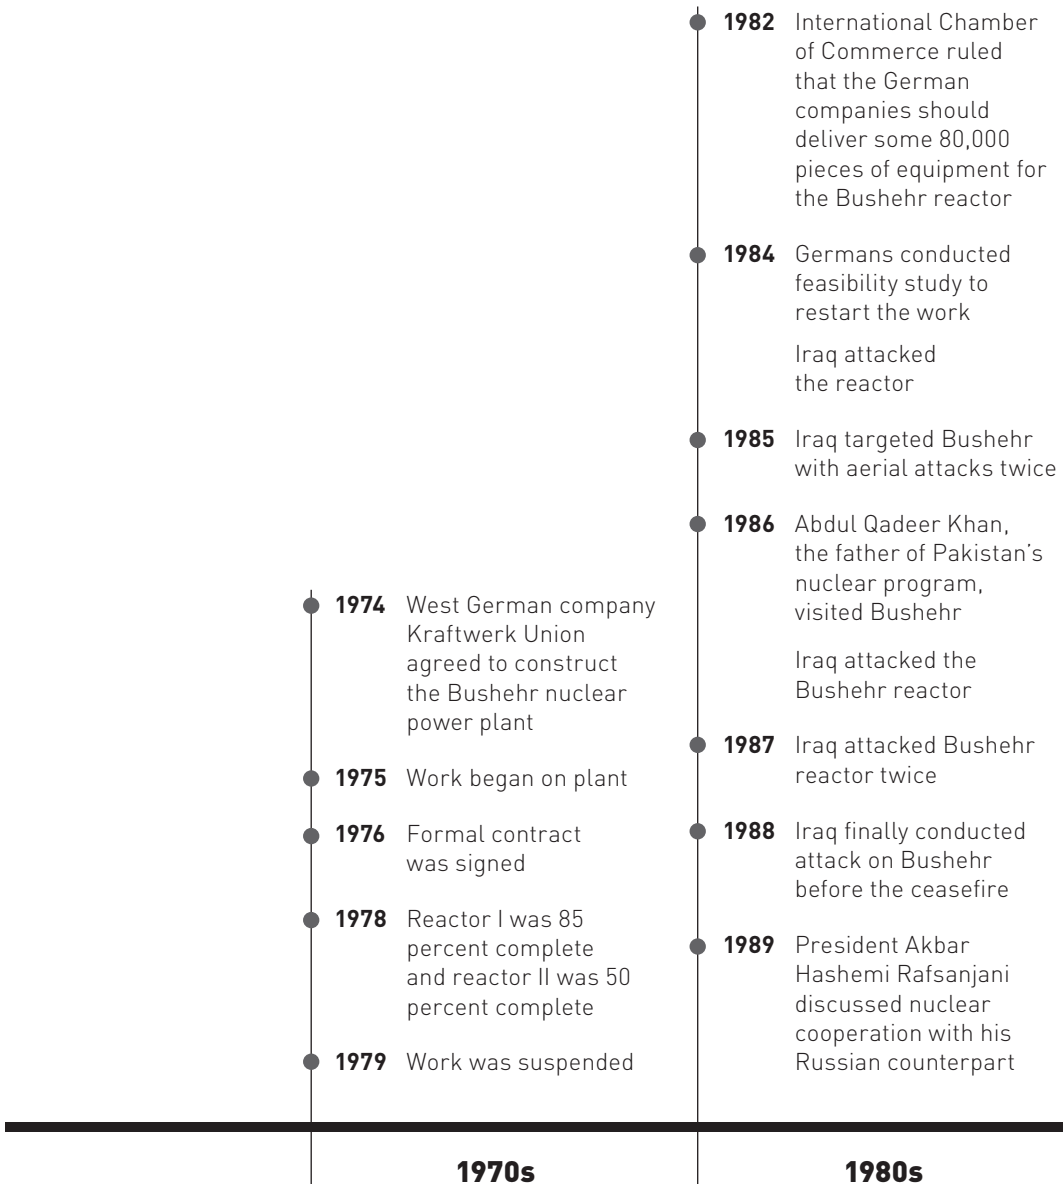 1974 West German company
Kraftwerk Union
agreed to construct
the Bushehr nuclear
power plant
1975 Work began on plant
1976 Formal contract
was signed
1978 Reactor I was 85
percent complete
and reactor II was 50
percent complete
1979 Work was suspended
1970s
1982 International Chamber
of Commerce ruled
that the German
companies should
deliver some 80,000
pieces of equipment for
the Bushehr reactor
1984 Germans conducted
feasibility study to
restart the work
Iraq attacked
the reactor
1985 Iraq targeted Bushehr
with aerial attacks twice
1986 Abdul Qadeer Khan,
the father of Pakistan’s
nuclear program,
visited Bushehr
Iraq attacked the
Bushehr reactor
1987 Iraq attacked Bushehr
reactor twice
1988 Iraq finally conducted
attack on Bushehr
before the ceasefire
1989 President Akbar
Hashemi Rafsanjani
discussed nuclear
cooperation with his
Russian counterpart
1980s